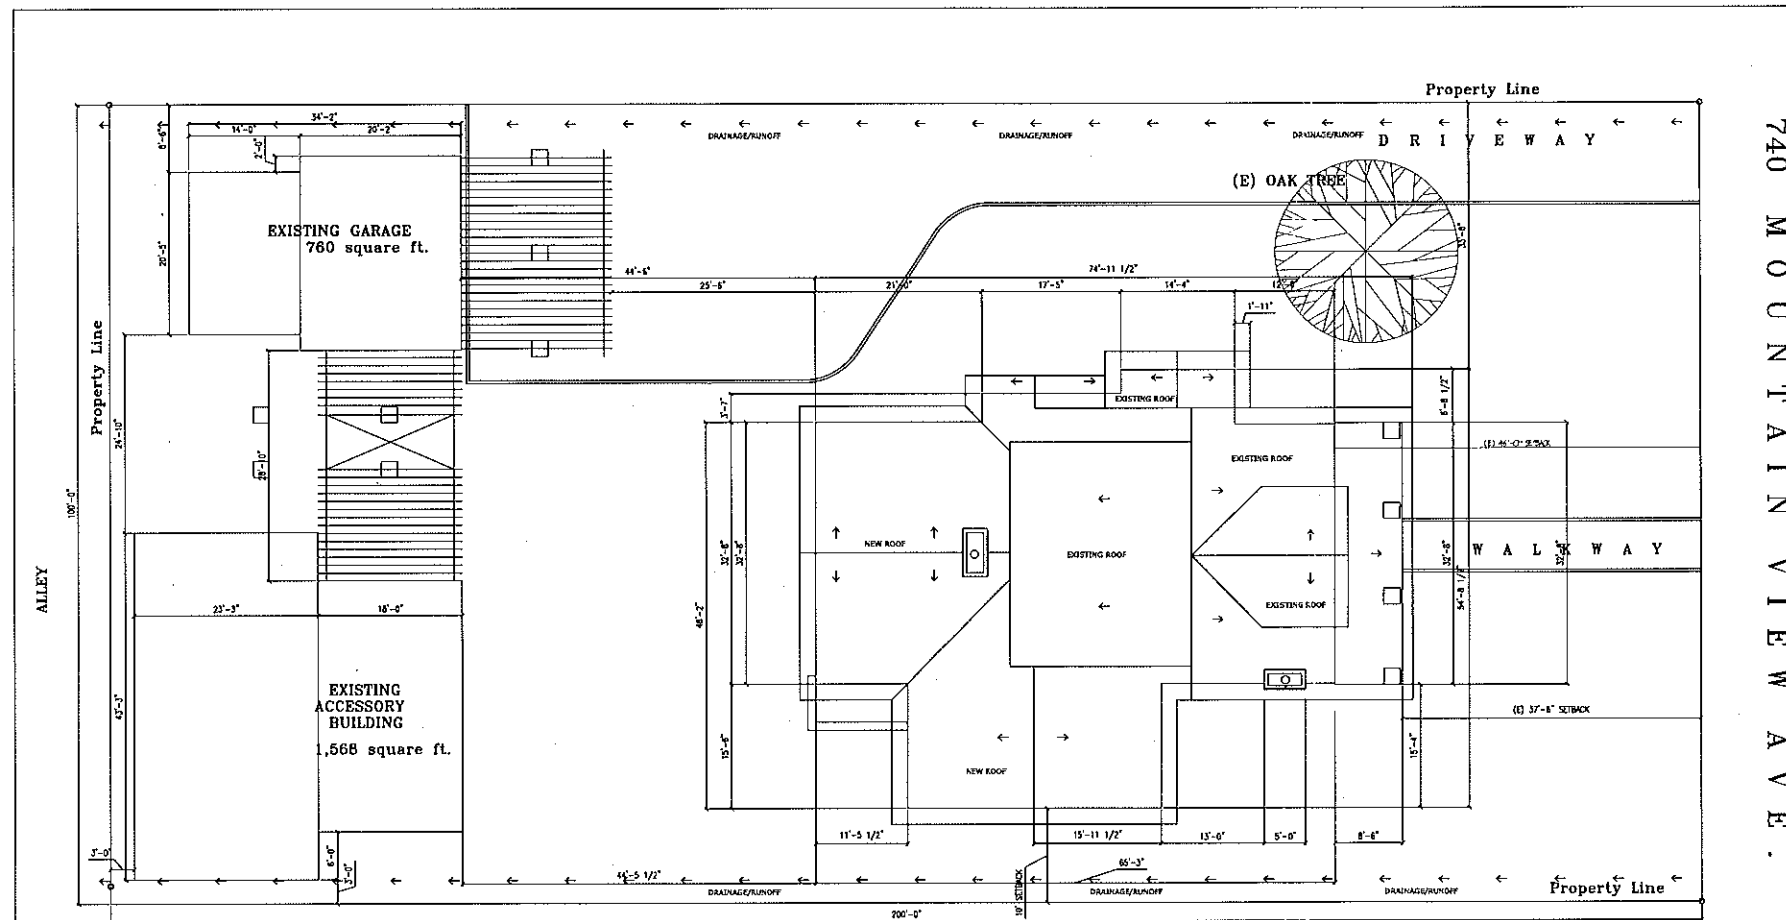 Property Line
DRAINAGE/RUNOFF
DRAINAGE/RUNOFF
DRAINAGE/RUNOFF
DRIVEWAY
34'-2"
14'-0"
20'-2"
2'-0"
6'-6"
(E) OAK TREE
EXISTING GARAGE
760 square ft.
20'-5"
33'-8"
44'-6"
74'-11 1/2"
25'-6"
21'-0"
17'-5"
14'-4"
1'-11"
Property Line
24'-10"
28'-10"
100'-0"
3'-7"
EXISTING ROOF
6'-8 1/2"
(E) 46'-0" SETBACK
EXISTING ROOF
NEW ROOF
EXISTING ROOF
32'-8"
32'-8"
48'-2"
WALKWAY
32'-8"
32'-8"
54'-8 1/2"
EXISTING ROOF
ALLEY
23'-3"
18'-0"
43'-3"
EXISTING
ACCESSORY
BUILDING
1,568 square ft.
(E) 37'-6" SETBACK
NEW ROOF
15'-6"
15'-4"
11'-5 1/2"
15'-11 1/2"
13'-0"
5'-0"
8'-6"
3'-0"
6'-0"
3'-0"
44'-5 1/2"
65'-3"
10' SETBACK
DRAINAGE/RUNOFF
DRAINAGE/RUNOFF
DRAINAGE/RUNOFF
Property Line
200'-0"
740 MOUNTAIN VIEW AVE.